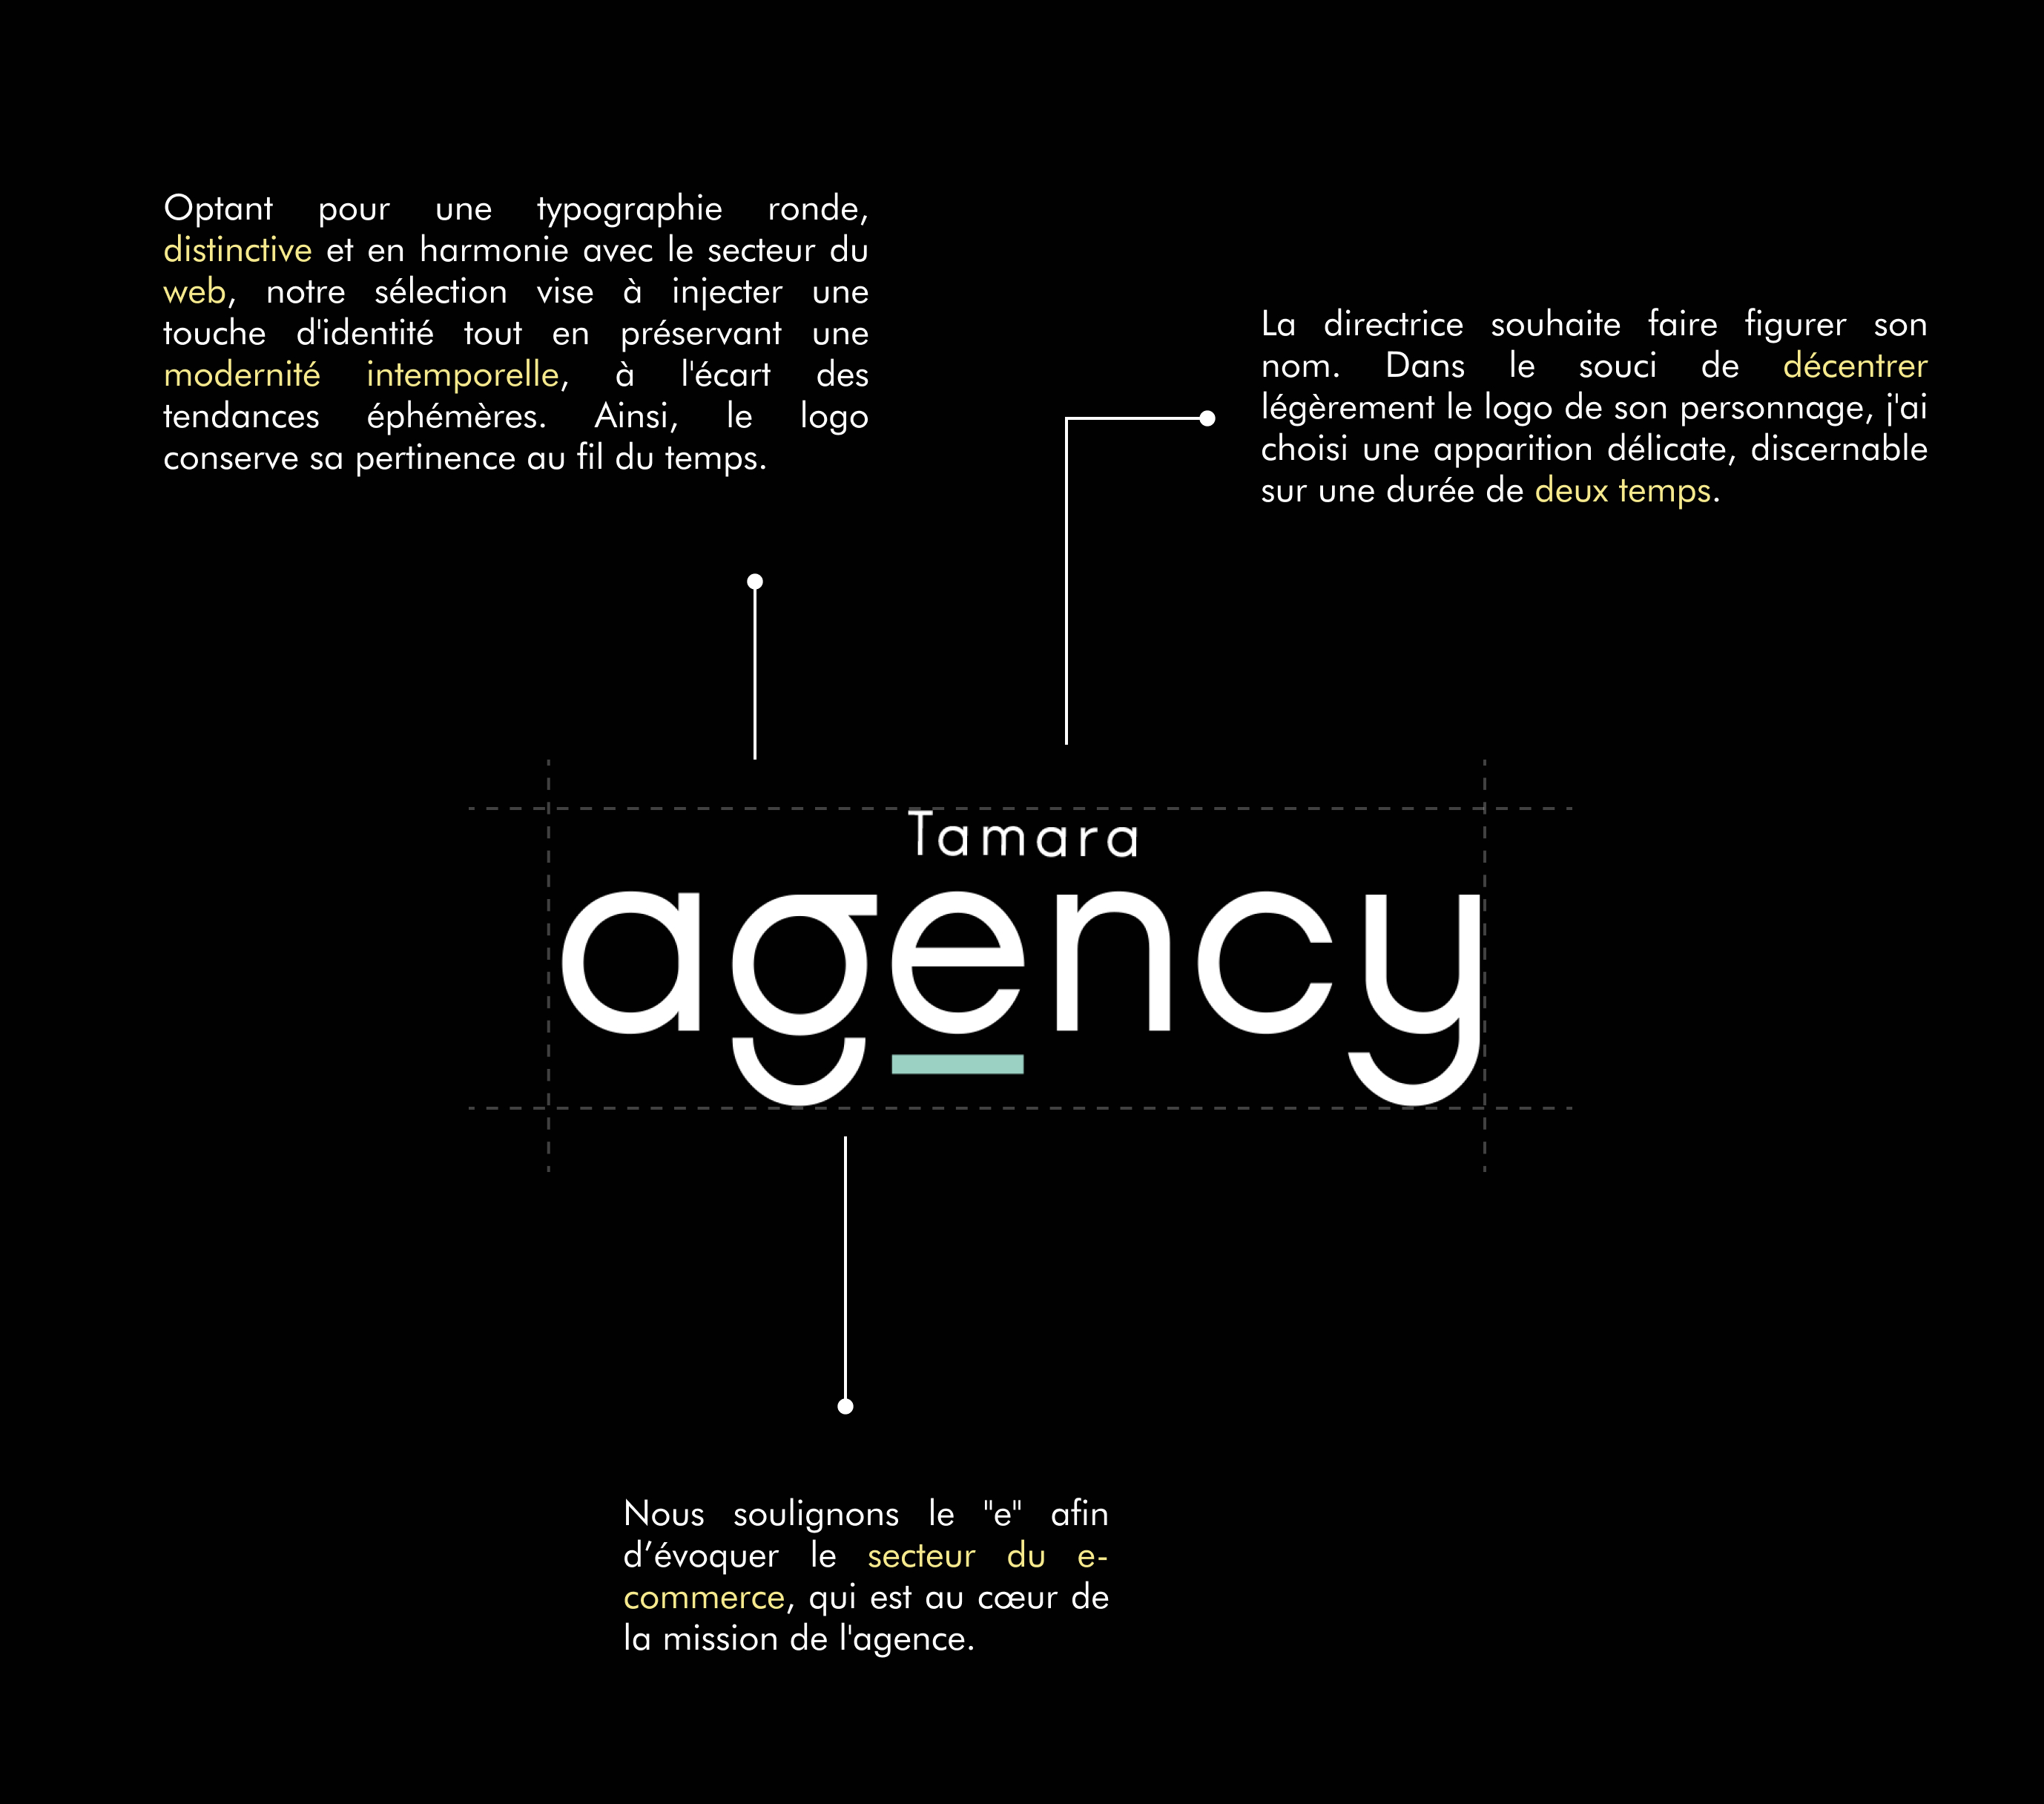 Optant pour une typographie ronde,
distinctive et en harmonie avec le secteur du
web, notre sélection vise à injecter une
touche d'identité tout en préservant une
modernité intemporelle, à l'écart des
tendances éphémères. Ainsi, le logo
conserve sa pertinence au fil du temps.
La directrice souhaite faire figurer son
nom. Dans le souci de décentrer
légèrement le logo de son personnage, j'ai
choisi une apparition délicate, discernable
sur une durée de deux temps.
Tamara
agency
Nous soulignons le "e" afin
d’évoquer le secteur du e-
commerce, qui est au cœur de
la mission de l'agence.